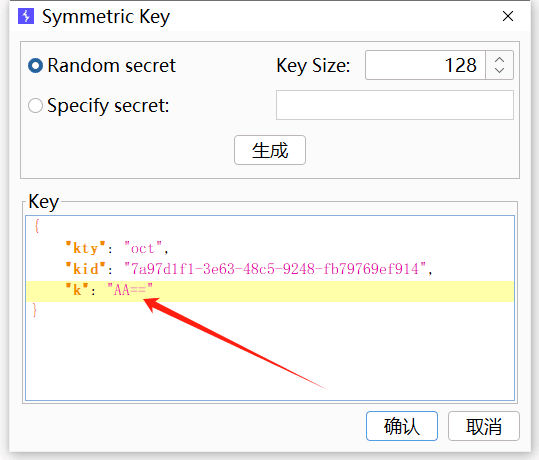 Symmetric Key
Random secret Key Size: 128
Specify secret:
生成
Key
{
"kty": "oct",
"kid": "7a97d1f1-3e63-48c5-9248-fb79769ef914",
"k": "AA=="
}
确认 取消